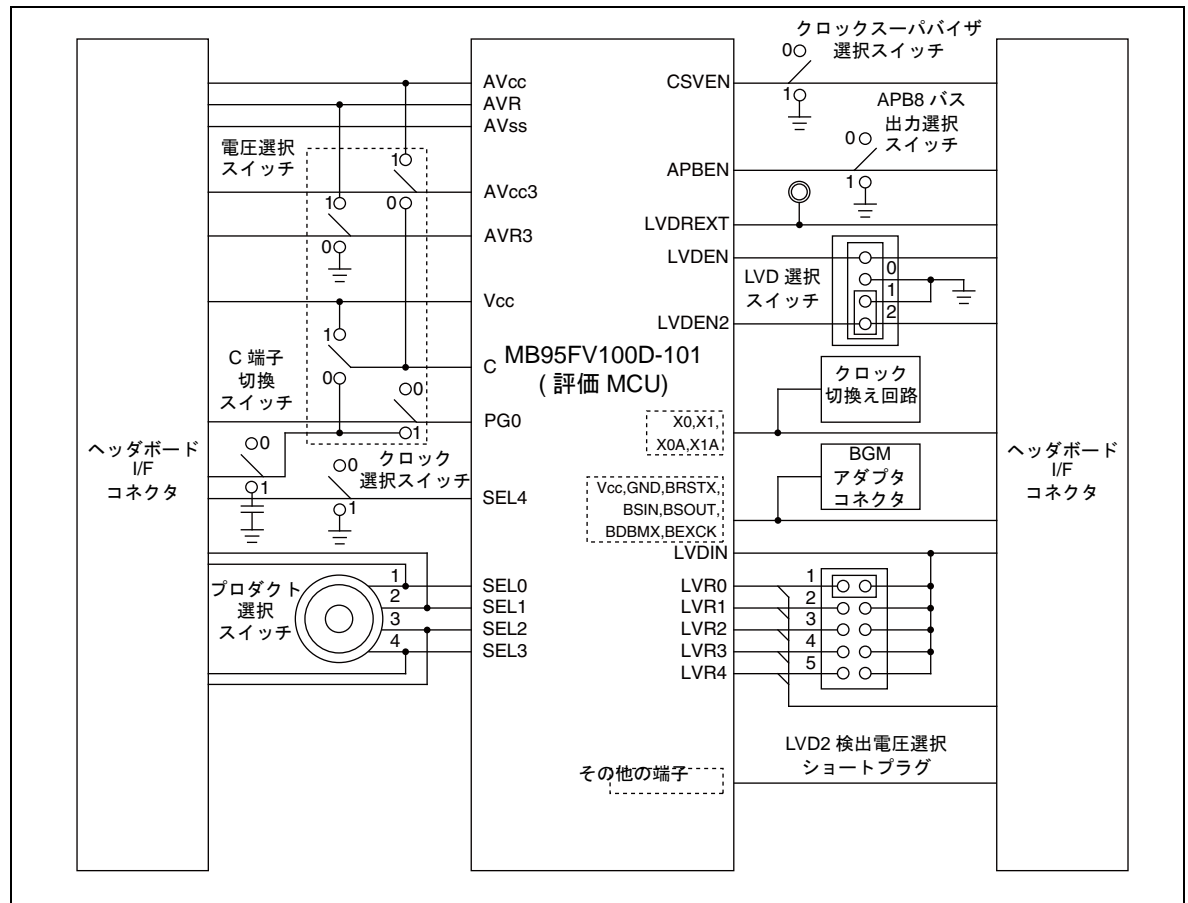 クロックスーパバイザ
選択スイッチ
0
1
CSVEN
APB8 バス
出力選択
スイッチ
0
1
APBEN
LVDREXT
LVDEN
LVD 選択
スイッチ
0
1
2
LVDEN2
クロック
切換え回路
X0,X1,
X0A,X1A
BGM
アダプタ
コネクタ
Vcc,GND,BRSTX,
BSIN,BSOUT,
BDBMX,BEXCK
LVDIN
LVR0
LVR1
LVR2
LVR3
LVR4
1
2
3
4
5
LVD2 検出電圧選択
ショートプラグ
その他の端子
ヘッダボード
I/F
コネクタ
MB95FV100D-101
( 評価 MCU)
AVcc
AVR
AVss
電圧選択
スイッチ
1
0
AVcc3
1
0
AVR3
Vcc
1
0
C
C 端子
切換
スイッチ
0
1
PG0
クロック
選択スイッチ
0
1
0
1
SEL4
プロダクト
選択
スイッチ
1
2
3
4
SEL0
SEL1
SEL2
SEL3
ヘッダボード
I/F
コネクタ